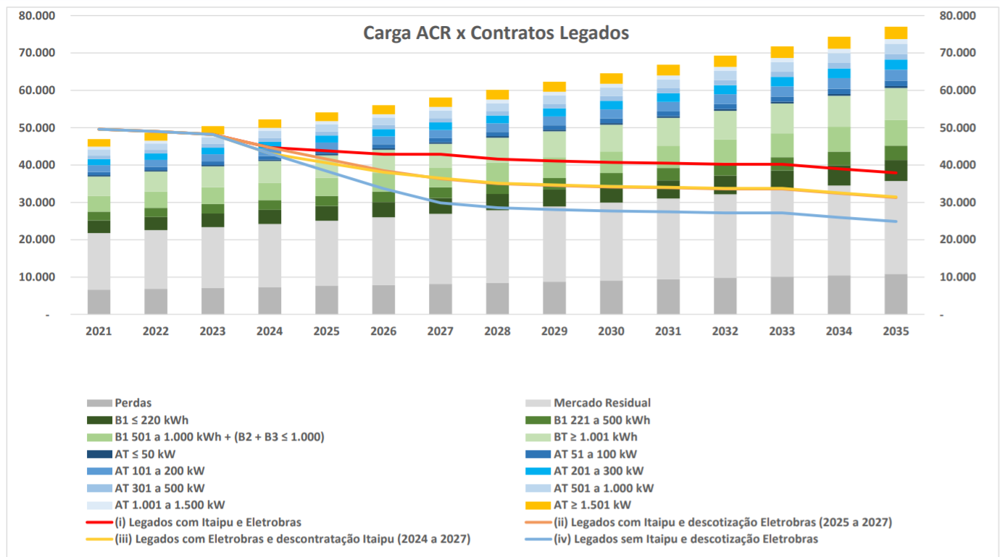 Carga ACR x Contratos Legados
80.000
70.000
60.000
50.000
40.000
30.000
20.000
10.000
-
80.000
70.000
60.000
50.000
40.000
30.000
20.000
10.000
-
2021 2022 2023 2024 2025 2026 2027 2028 2029 2030 2031 2032 2033 2034 2035
Perdas
Mercado Residual
B1 ≤ 220 kWh
B1 221 a 500 kWh
B1 501 a 1.000 kWh + (B2 + B3 ≤ 1.000)
BT ≥ 1.001 kWh
AT ≤ 50 kW
AT 51 a 100 kW
AT 101 a 200 kW
AT 201 a 300 kW
AT 301 a 500 kW
AT 501 a 1.000 kW
AT 1.001 a 1.500 kW
AT ≥ 1.501 kW
(i) Legados com Itaipu e Eletrobras
(ii) Legados com Itaipu e descotização Eletrobras (2025 a 2027)
(iii) Legados com Eletrobras e descontratação Itaipu (2024 a 2027)
(iv) Legados sem Itaipu e descotização Eletrobras